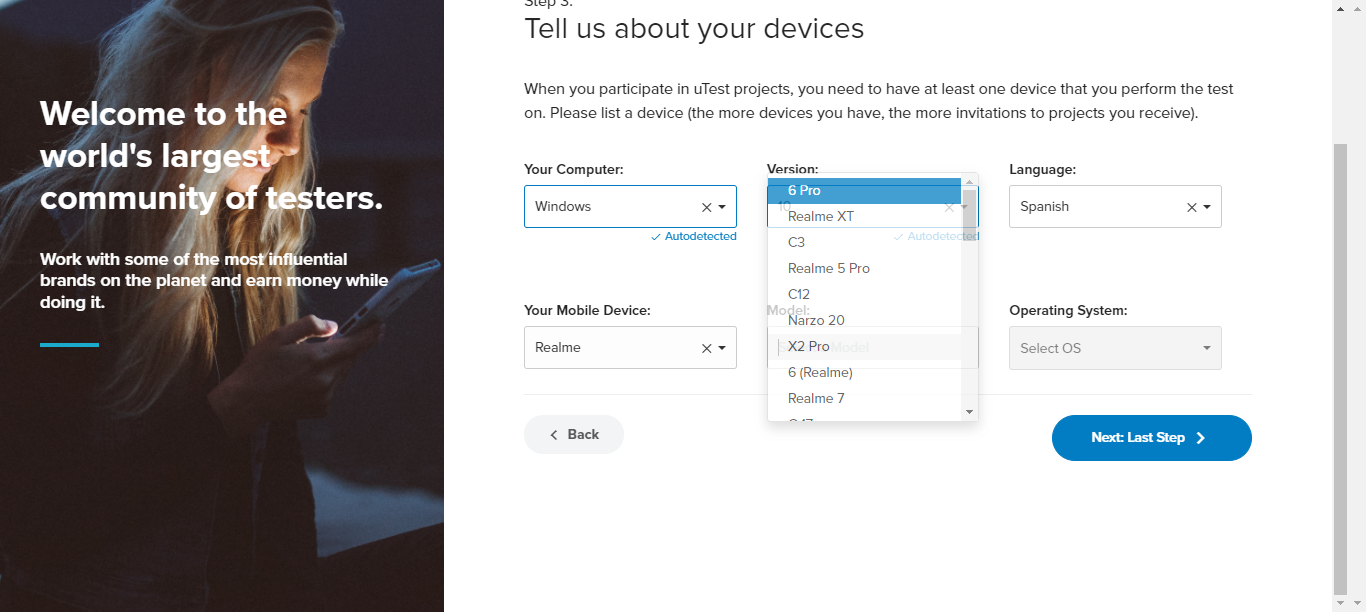 Step 3:
Tell us about your devices
Welcome to the
world's largest
community of testers.
Work with some of the most influential
brands on the planet and earn money while
doing it.
When you participate in uTest projects, you need to have at least one device that you perform the test
on. Please list a device (the more devices you have, the more invitations to projects you receive).
Your Computer:
Version:
Language:
Windows
10
Spanish
Autodetected
Autodetected
6 Pro
Realme XT
C3
Realme 5 Pro
C12
Narzo 20
X2 Pro
6 (Realme)
Realme 7
Your Mobile Device:
Model:
Operating System:
Realme
Model
Select OS
Back
Next: Last Step